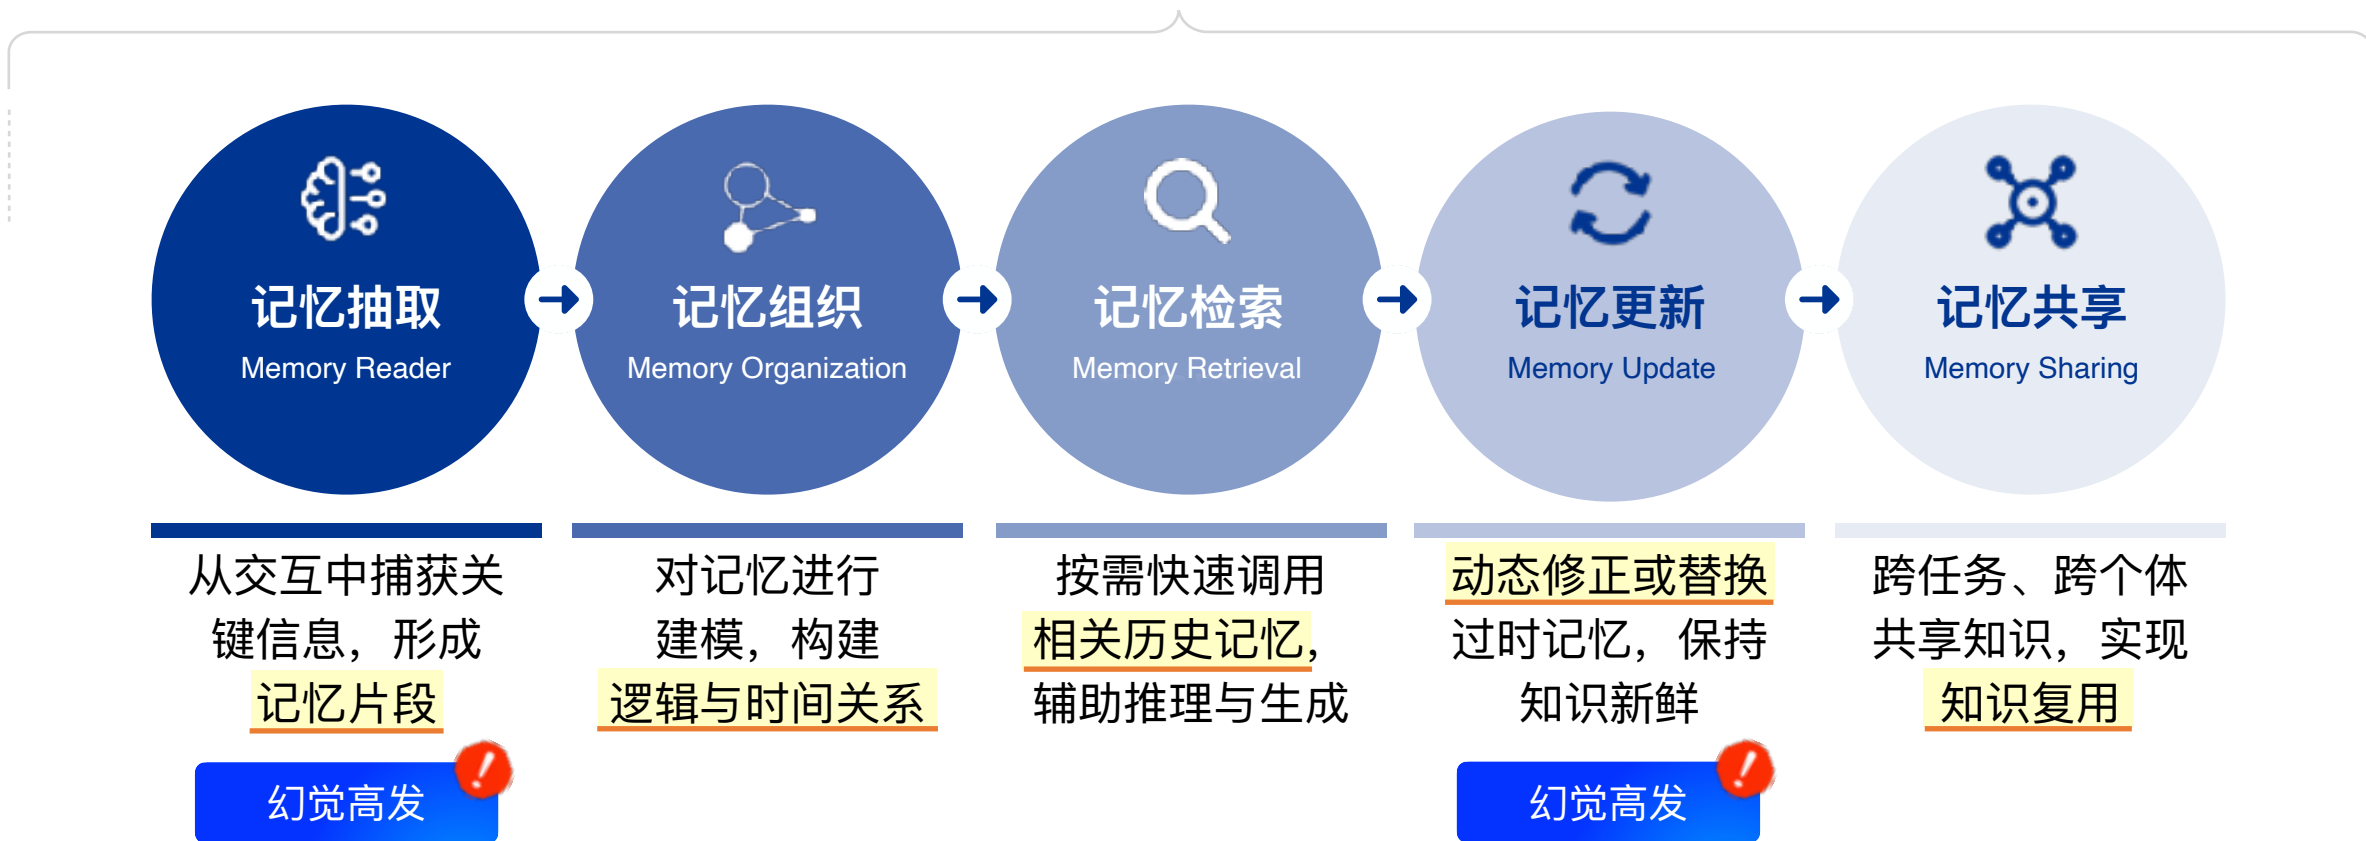 记忆抽取
Memory Reader
从交互中捕获关
键信息，形成
记忆片段
幻觉高发
记忆组织
Memory Organization
对记忆进行
建模，构建
逻辑与时间关系
记忆检索
Memory Retrieval
按需快速调用
相关历史记忆，
辅助推理与生成
记忆更新
Memory Update
动态修正或替换
过时记忆，保持
知识新鲜
幻觉高发
记忆共享
Memory Sharing
跨任务、跨个体
共享知识，实现
知识复用